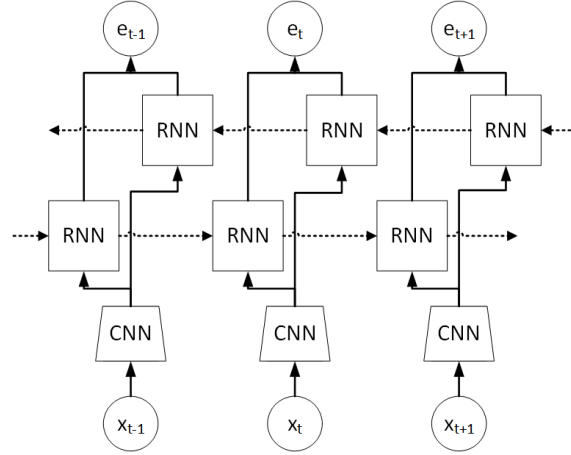 e_{t-1} e_t e_{t+1}
RNN RNN RNN
RNN RNN RNN
CNN CNN CNN
x_{t-1} x_t x_{t+1}